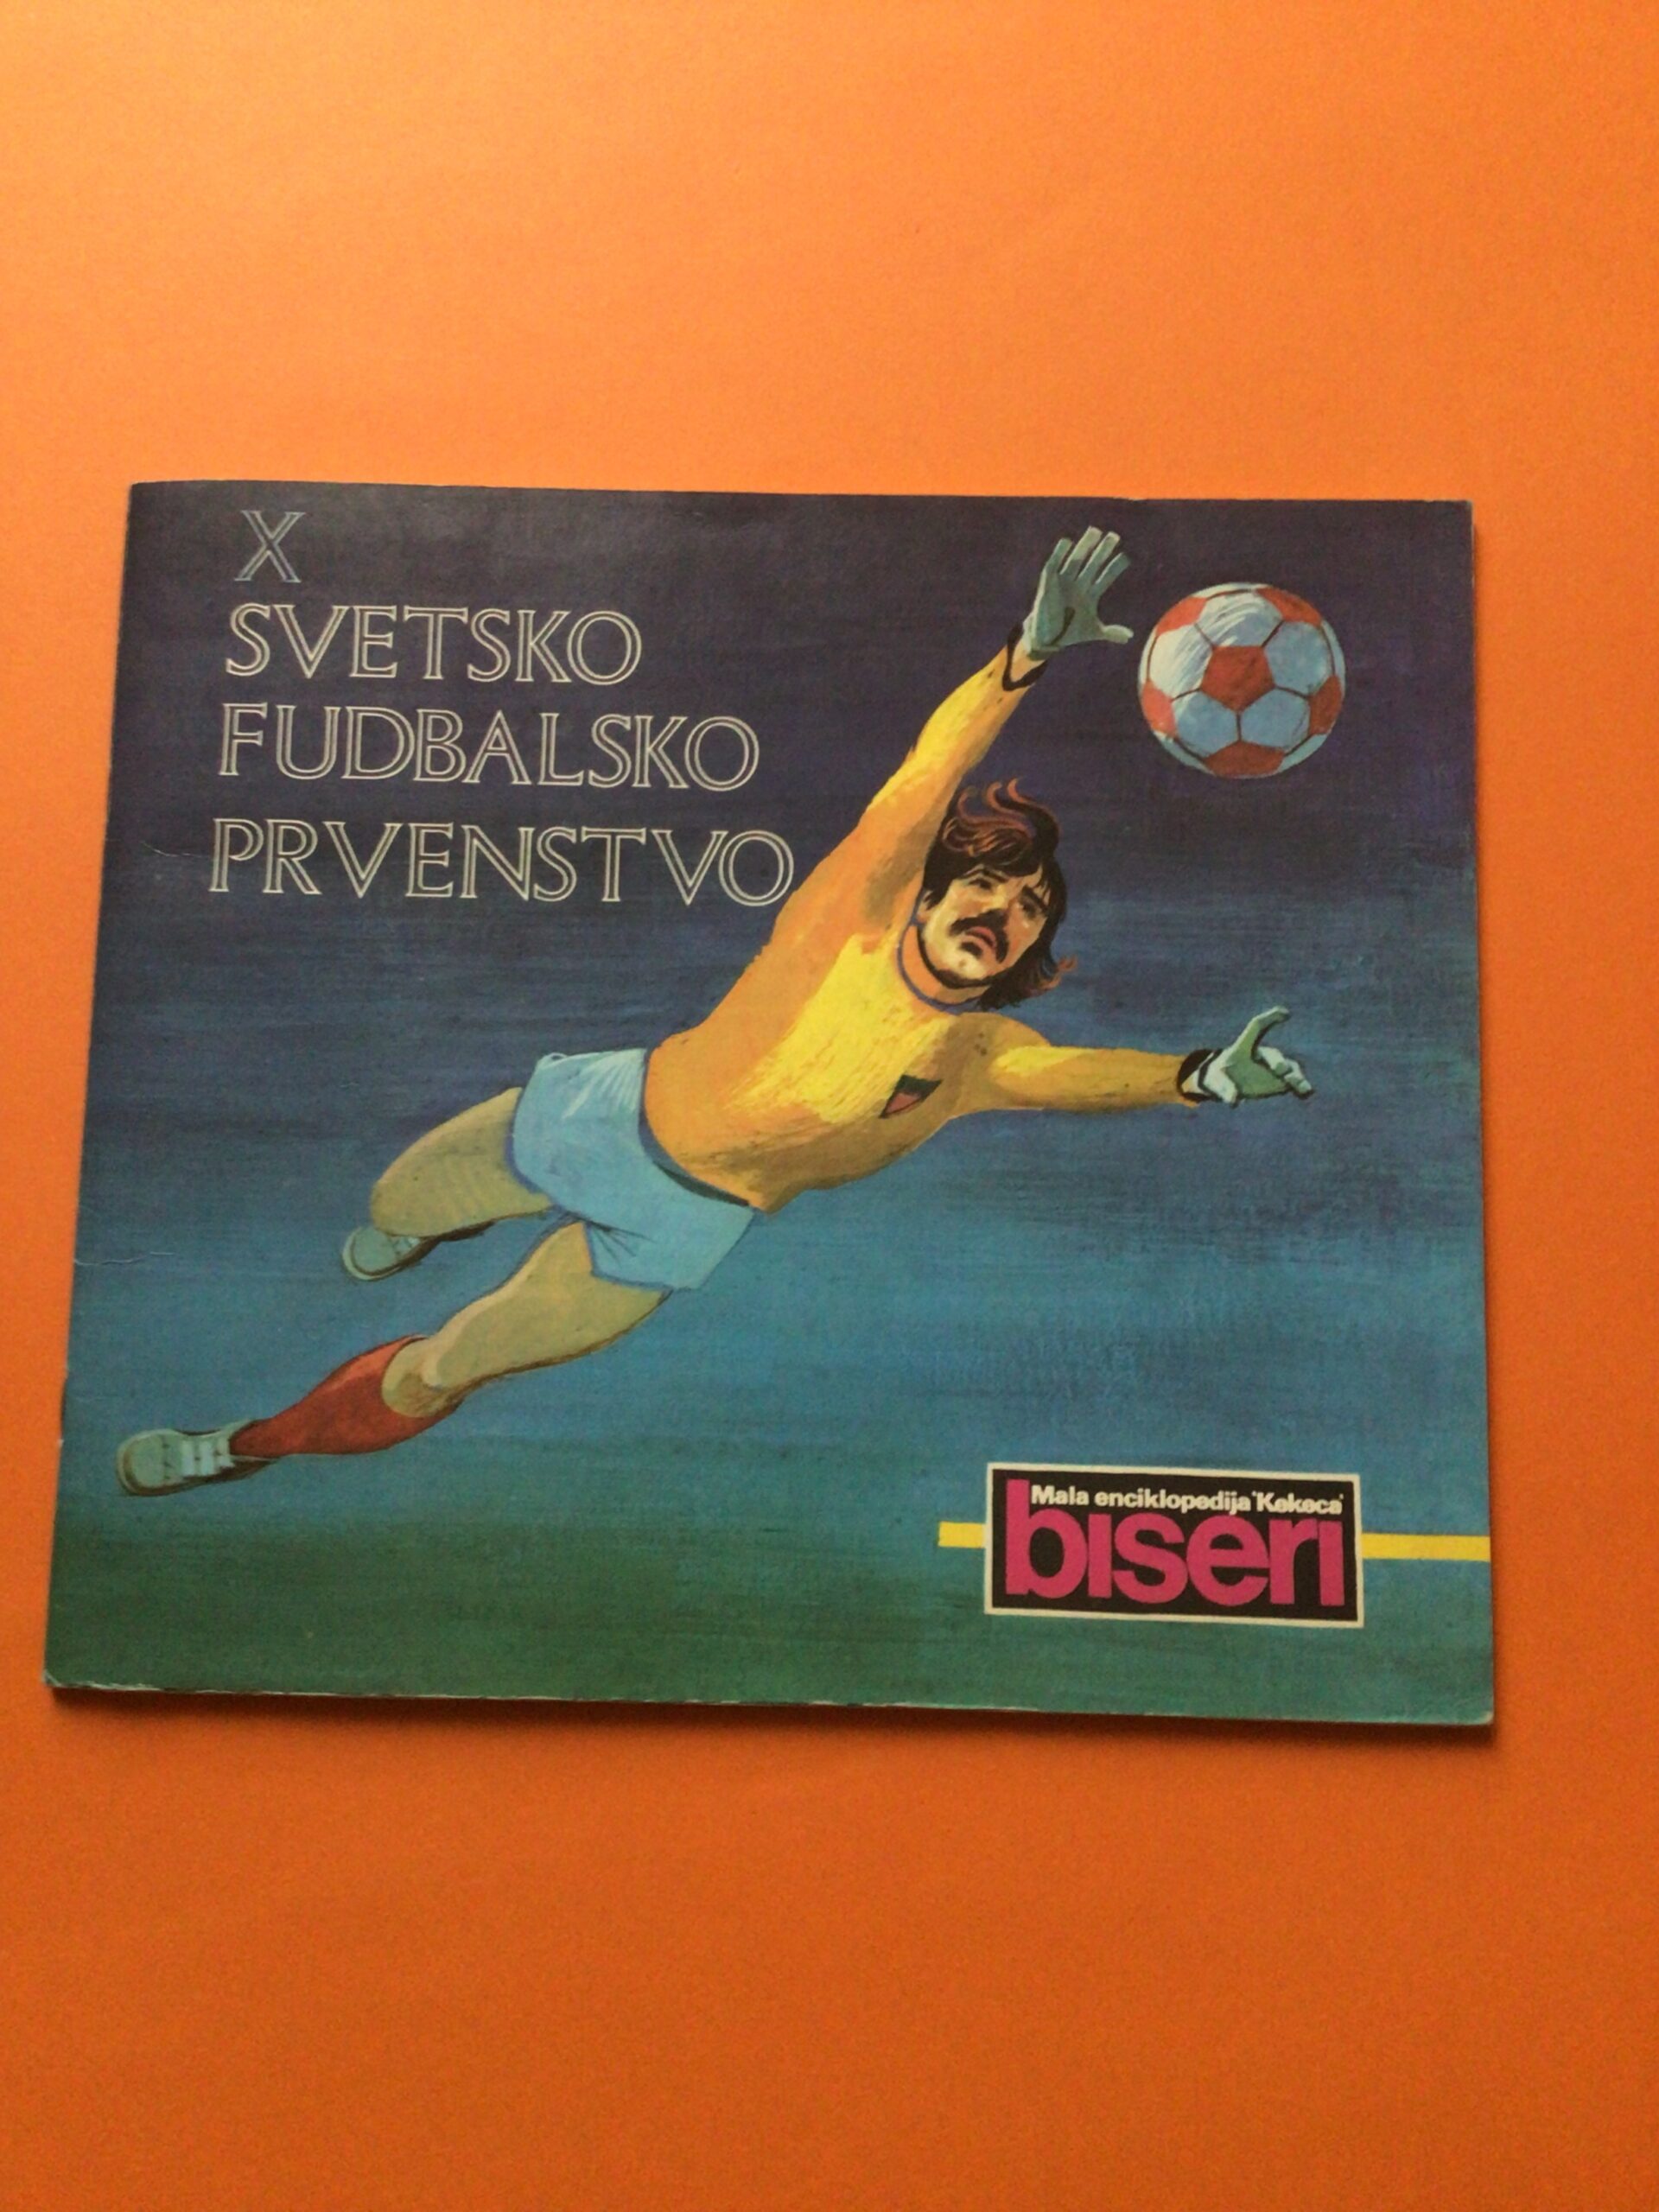 X
SVETSKO
FUDBALSKO
PRVENSTVO
Mala enciklopedija 'Kekeca'
biseri